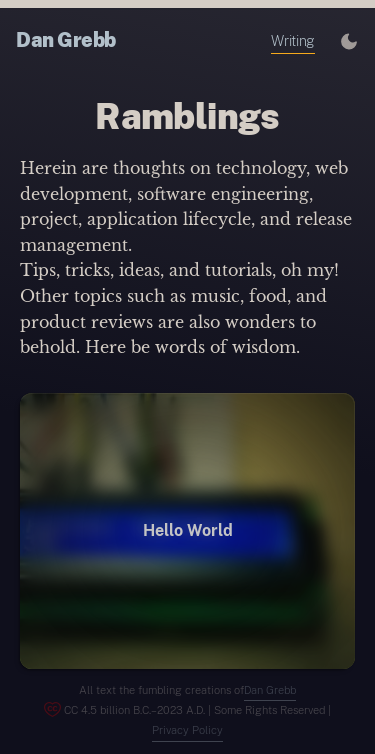 Dan Grebb
Writing
Ramblings
Herein are thoughts on technology, web
development, software engineering,
project, application lifecycle, and release
management.
Tips, tricks, ideas, and tutorials, oh my!
Other topics such as music, food, and
product reviews are also wonders to
behold. Here be words of wisdom.
Hello World
All text the fumbling creations ofDan Grebb
CC 4.5 billion B.C.–2023 A.D. | Some Rights Reserved |
Privacy Policy